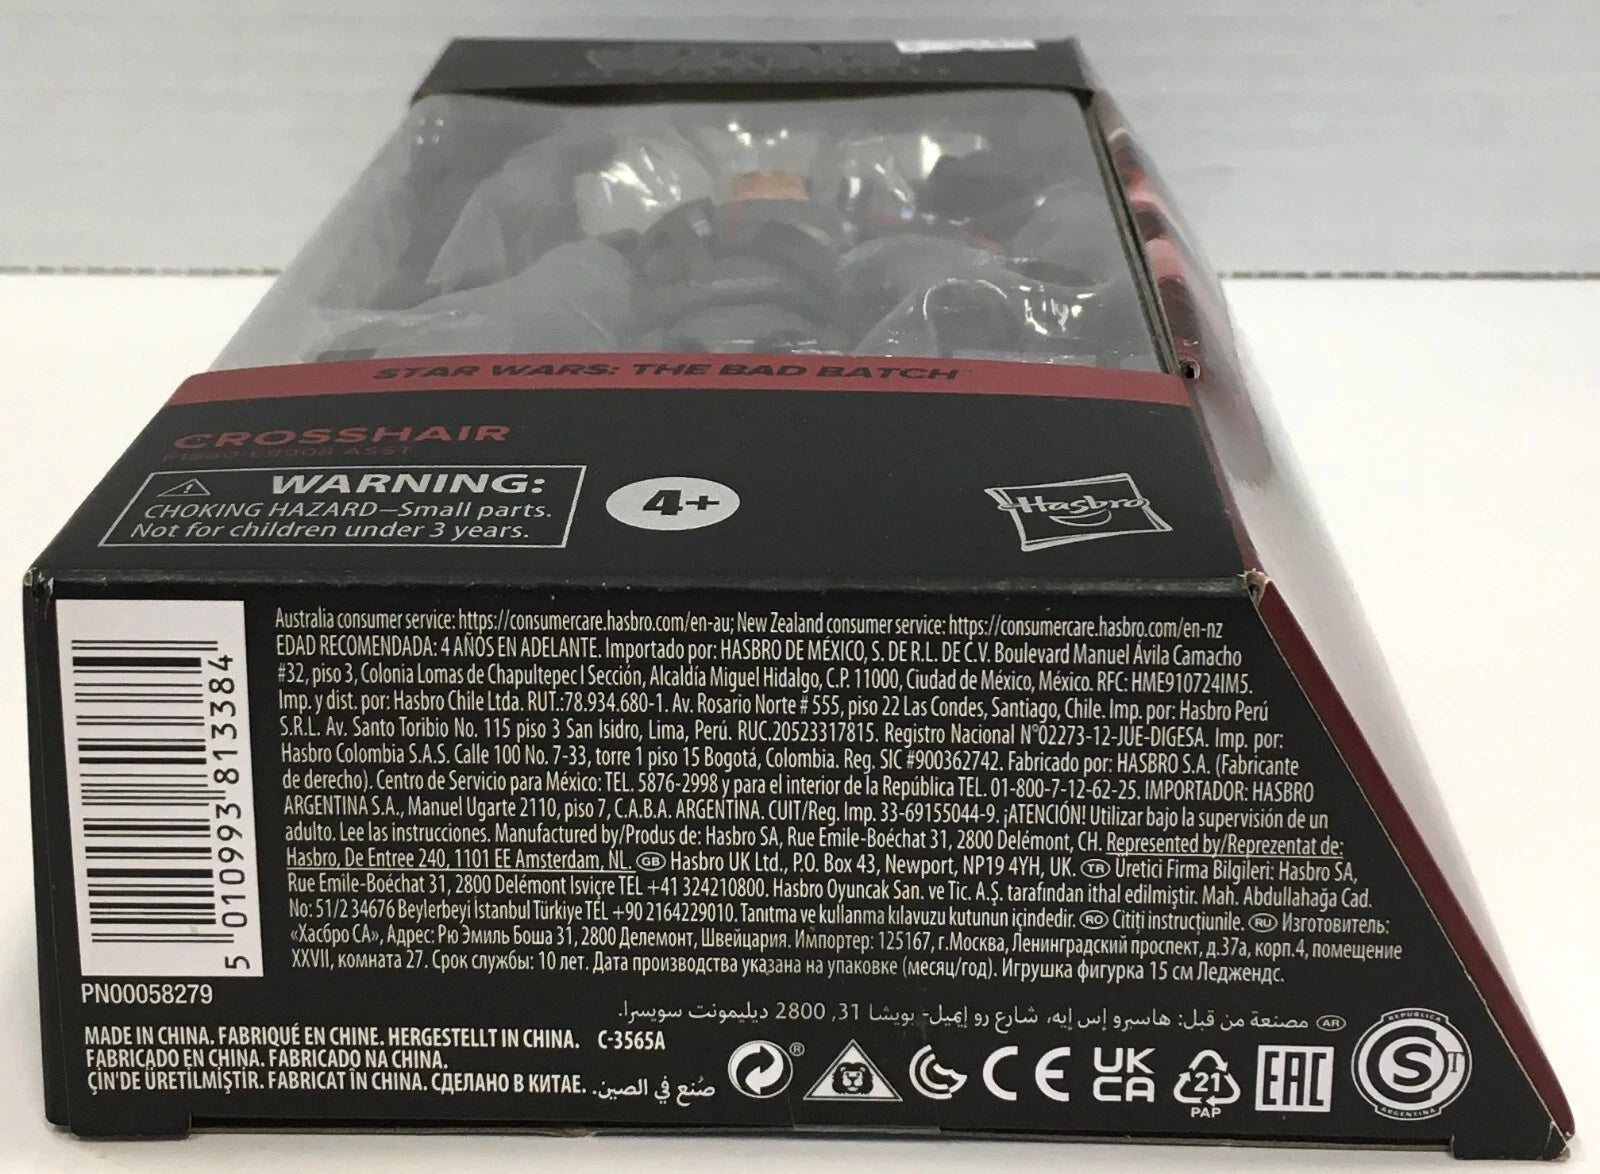 STAR WARS: THE BAD BATCH
CROSSHAIR
F1860/E8908 ASST
WARNING:
CHOKING HAZARD–Small parts.
Not for children under 3 years.
4+
Hasbro
5 010993 813384
PN00058279
Australia consumer service: https://consumercare.hasbro.com/en-au; New Zealand consumer service: https://consumercare.hasbro.com/en-nz
EDAD RECOMENDADA: 4 AÑOS EN ADELANTE. Importado por: HASBRO DE MÉXICO, S. DE R.L. DE C.V. Boulevard Manuel Ávila Camacho
#32, piso 3, Colonia Lomas de Chapultepec I Sección, Alcaldía Miguel Hidalgo, C.P. 11000, Ciudad de México, México. RFC: HME910724IM5.
Imp. y dist. por: Hasbro Chile Ltda. RUT.:78.934.680-1. Av. Rosario Norte # 555, piso 22 Las Condes, Santiago, Chile. Imp. por: Hasbro Perú
S.R.L. Av. Santo Toribio No. 115 piso 3 San Isidro, Lima, Perú. RUC.20523317815. Registro Nacional N°02273-12-JUE-DIGESA. Imp. por:
Hasbro Colombia S.A.S. Calle 100 No. 7-33, torre 1 piso 15 Bogotá, Colombia. Reg. SIC #900362742. Fabricado por: HASBRO S.A. (Fabricante
de derecho). Centro de Servicio para México: TEL. 5876-2998 y para el interior de la República TEL. 01-800-7-12-62-25. IMPORTADOR: HASBRO
ARGENTINA S.A., Manuel Ugarte 2110, piso 7, C.A.B.A. ARGENTINA. CUIT/Reg. Imp. 33-69155044-9. ¡ATENCIÓN! Utilizar bajo la supervisión de un
adulto. Lee las instrucciones. Manufactured by/Produs de: Hasbro SA, Rue Emile-Boéchat 31, 2800 Delémont, CH. Represented by/Reprezentat de:
Hasbro, De Entree 240, 1101 EE Amsterdam, NL. GB Hasbro UK Ltd., P.O. Box 43, Newport, NP19 4YH, UK. TR Üretici Firma Bilgileri: Hasbro SA,
Rue Emile-Boéchat 31, 2800 Delémont İsviçre TEL +41 324210800. Hasbro Oyuncak San. ve Tic. A.Ş. tarafından ithal edilmiştir. Mah. Abdullahağa Cad.
No: 51/2 34676 Beylerbeyi İstanbul Türkiye TEL +90 2164229010. Tanıtma ve kullanma kılavuzu kutunun içindedir. RO Citiți instrucțiunile. RU Изготовитель:
«Хасбро СА», Адрес: Рю Эмиль Боша 31, 2800 Делемонт, Швейцария. Импортер: 125167, г.Москва, Ленинградский проспект, д.37а, корп.4, помещение
XXVII, комната 27. Срок службы: 10 лет. Дата производства указана на упаковке (месяц/год). Игрушка фигурка 15 см Леджендс.
AR مصنعة من قبل: هاسبرو إس إيه، شارع رو إيميل- بويشا 31, 2800 ديليمونت سويسرا.
MADE IN CHINA. FABRIQUÉ EN CHINE. HERGESTELLT IN CHINA. C-3565A
FABRICADO EN CHINA. FABRICADO NA CHINA.
ÇİN'DE ÜRETİLMİŞTİR. FABRICAT ÎN CHINA. СДЕЛАНО В КИТАЕ. صُنع في الصين.
®
CE
UK
CA
21
PAP
EAC
REPUBLICA
S T
ARGENTINA